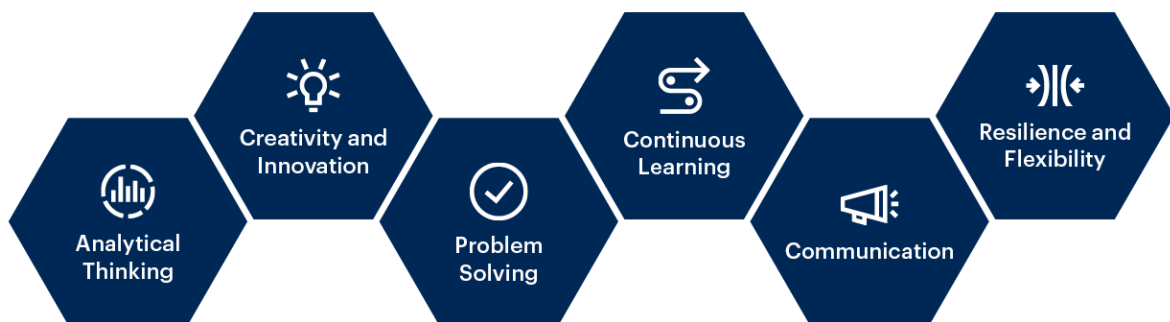 Analytical
Thinking
Creativity and
Innovation
Problem
Solving
Continuous
Learning
Communication
Resilience and
Flexibility